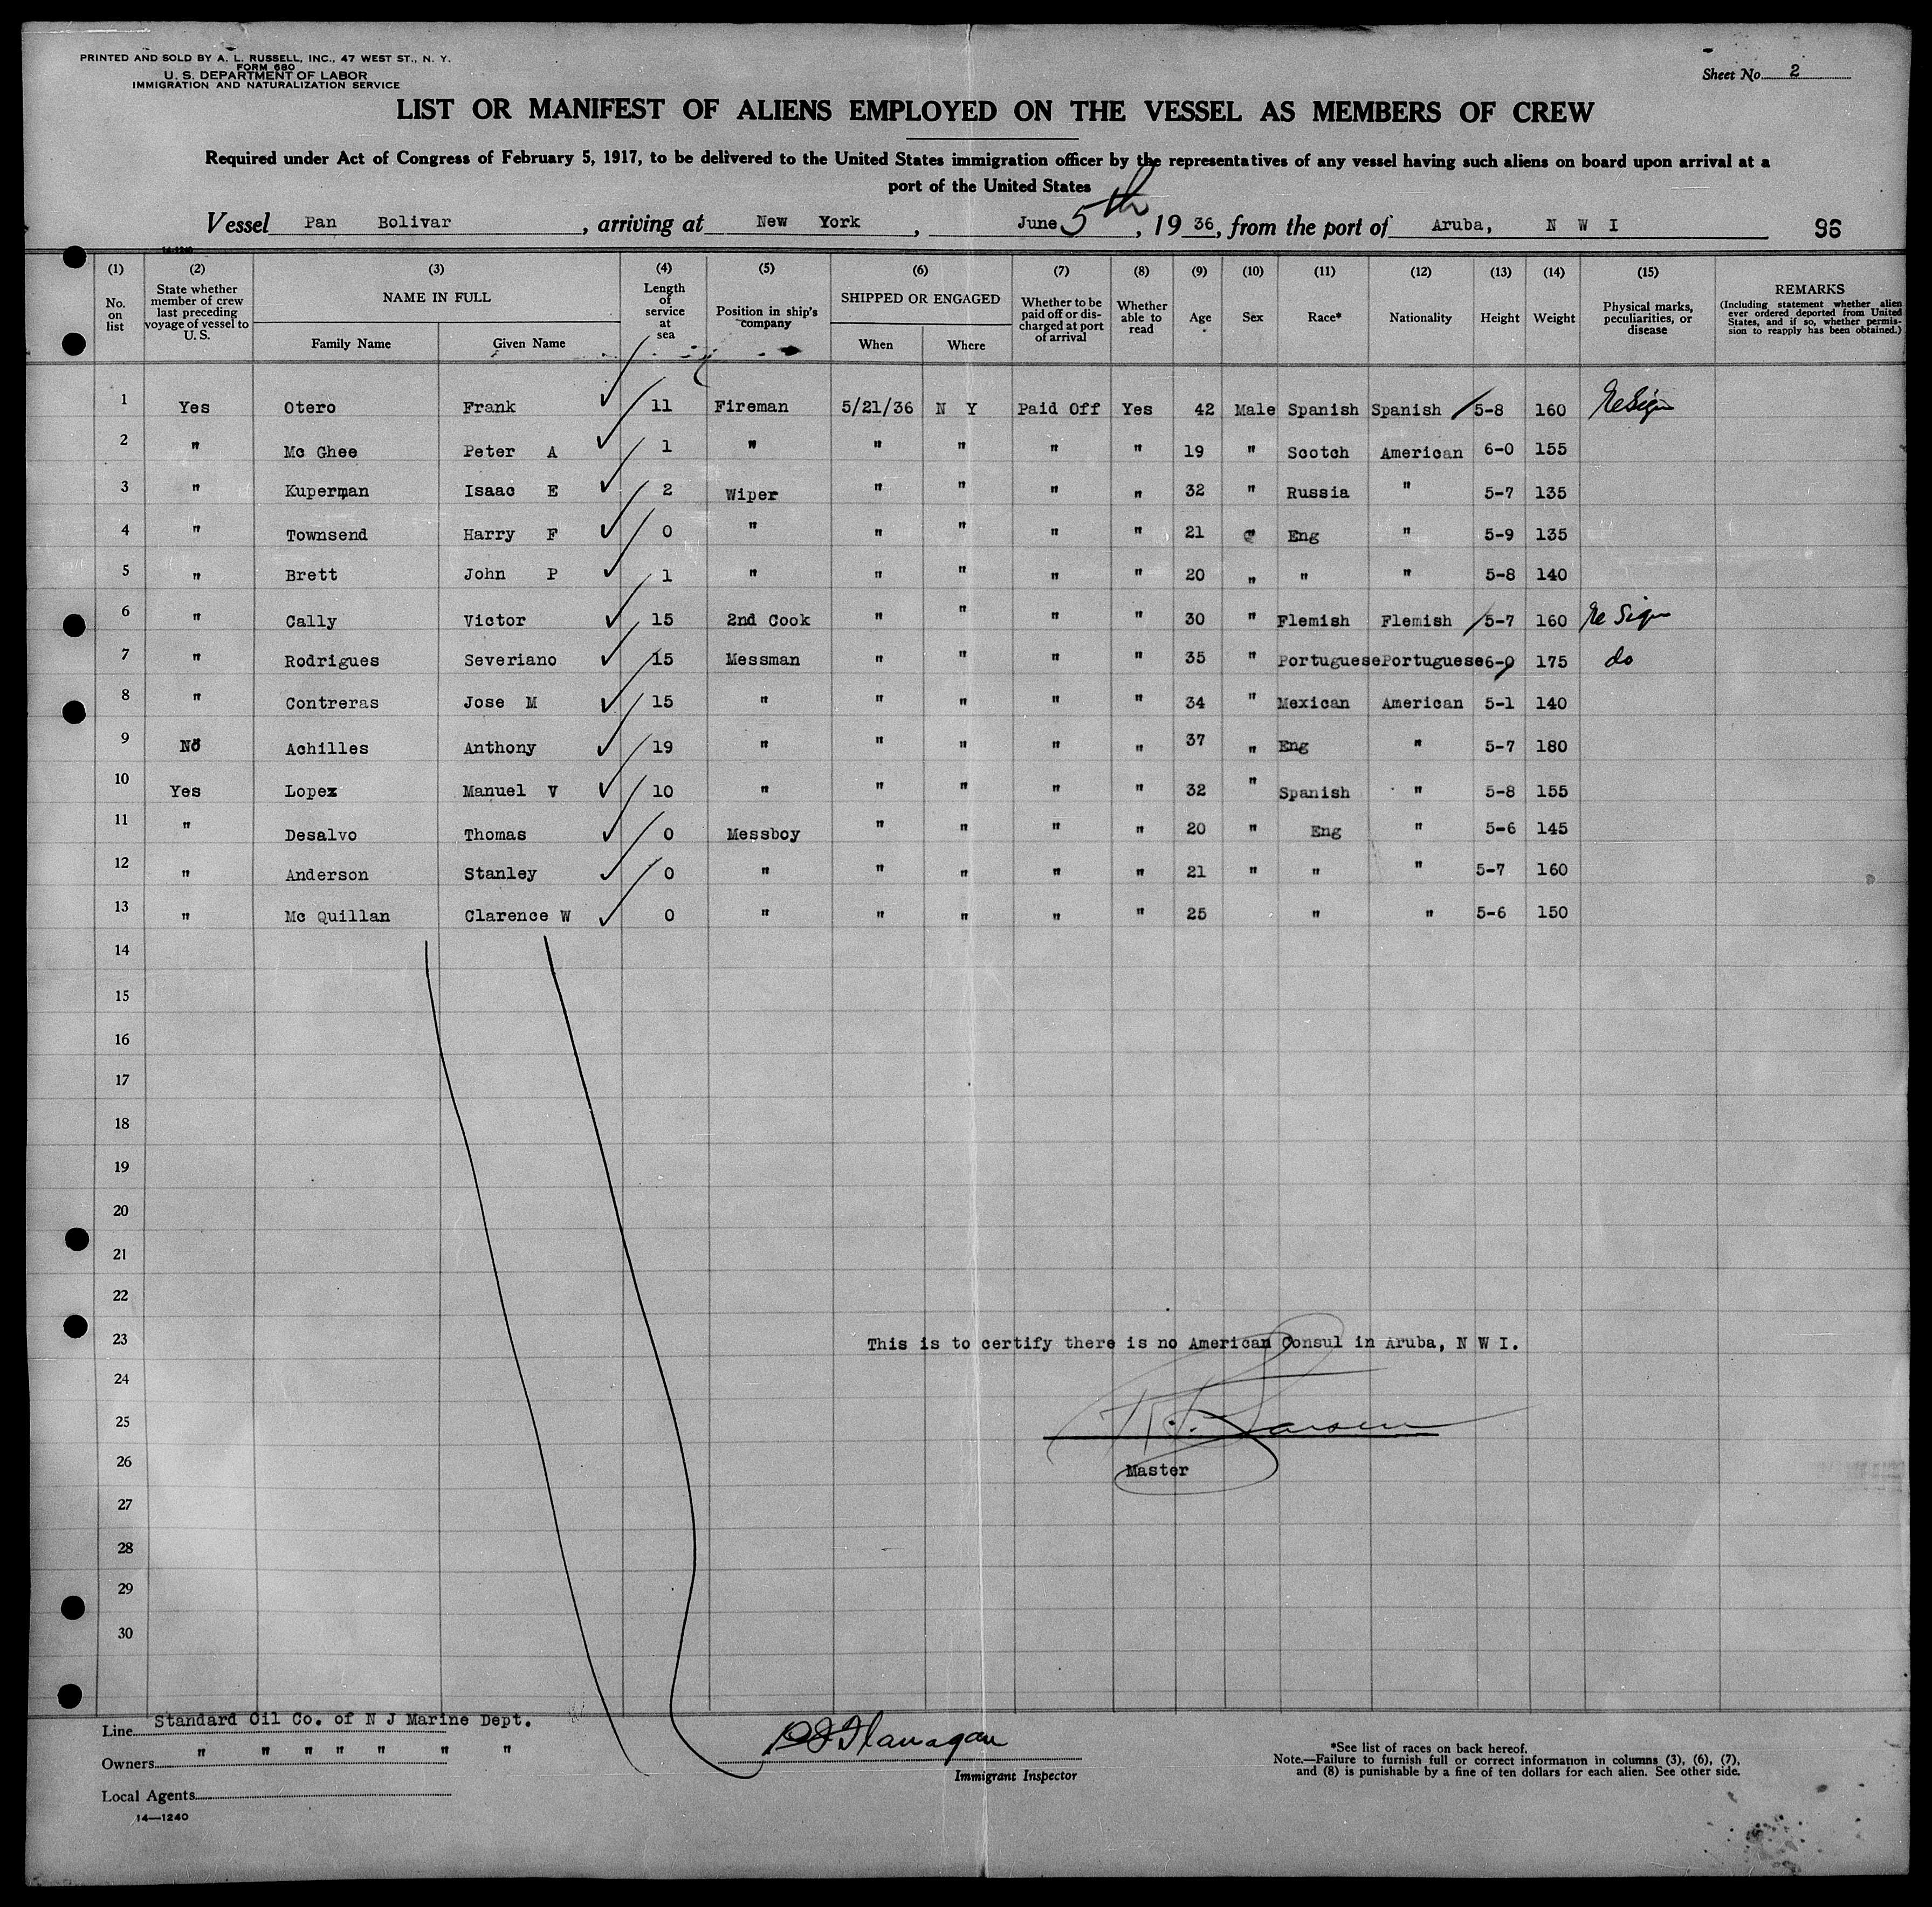 PRINTED AND SOLD BY A. L. RUSSELL, INC., 47 WEST ST., N. Y.
FORM 680
U. S. DEPARTMENT OF LABOR
IMMIGRATION AND NATURALIZATION SERVICE
Sheet No. 2
LIST OR MANIFEST OF ALIENS EMPLOYED ON THE VESSEL AS MEMBERS OF CREW
Required under Act of Congress of February 5, 1917, to be delivered to the United States immigration officer by the representatives of any vessel having such aliens on board upon arrival at a
port of the United States
Vessel Pan Bolivar, arriving at New York, June 5th, 1936, from the port of Aruba, N W I 96
14-1240
(1) (2) (3) (4) (5) (6) (7) (8) (9) (10) (11) (12) (13) (14) (15)
No. on list
State whether member of crew last preceding voyage of vessel to U. S.
NAME IN FULL
Family Name Given Name
Length of service at sea
Position in ship's company
SHIPPED OR ENGAGED
When Where
Whether to be paid off or discharged at port of arrival
Whether able to read
Age
Sex
Race*
Nationality
Height
Weight
Physical marks, peculiarities, or disease
REMARKS
(Including statement whether alien ever ordered deported from United States, and if so, whether permission to reapply has been obtained.)
1 Yes Otero Frank ✓ 11 Fireman 5/21/36 N Y Paid Off Yes 42 Male Spanish Spanish 5-8 160 ReSign
2 " Mc Ghee Peter A ✓ 1 " " " " " 19 " Scotch American 6-0 155
3 " Kuperman Isaac E ✓ 2 Wiper " " " " 32 " Russia " 5-7 135
4 " Townsend Harry F ✓ 0 " " " " " 21 " Eng " 5-9 135
5 " Brett John P ✓ 1 " " " " " 20 " " " 5-8 140
6 " Cally Victor ✓ 15 2nd Cook " " " " 30 " Flemish Flemish 5-7 160 Re Sign
7 " Rodrigues Severiano ✓ 15 Messman " " " " 35 " Portuguese Portuguese 6-0 175 do
8 " Contreras Jose M ✓ 15 " " " " " 34 " Mexican American 5-1 140
9 No Achilles Anthony ✓ 19 " " " " " 37 " Eng " 5-7 180
10 Yes Lopez Manuel V ✓ 10 " " " " " 32 " Spanish " 5-8 155
11 " Desalvo Thomas ✓ 0 Messboy " " " " 20 " Eng " 5-6 145
12 " Anderson Stanley ✓ 0 " " " " " 21 " " " 5-7 160
13 " Mc Quillan Clarence W ✓ 0 " " " " " 25 " " 5-6 150
14
15
16
17
18
19
20
21
22
23 This is to certify there is no American Consul in Aruba, N W I.
24
25 Larsen
26 Master
27
28
29
30
Line Standard Oil Co. of N J Marine Dept.
Owners " " " " " " "
Local Agents
14—1240
Flanagan
Immigrant Inspector
*See list of races on back hereof.
Note.—Failure to furnish full or correct information in columns (3), (6), (7),
and (8) is punishable by a fine of ten dollars for each alien. See other side.